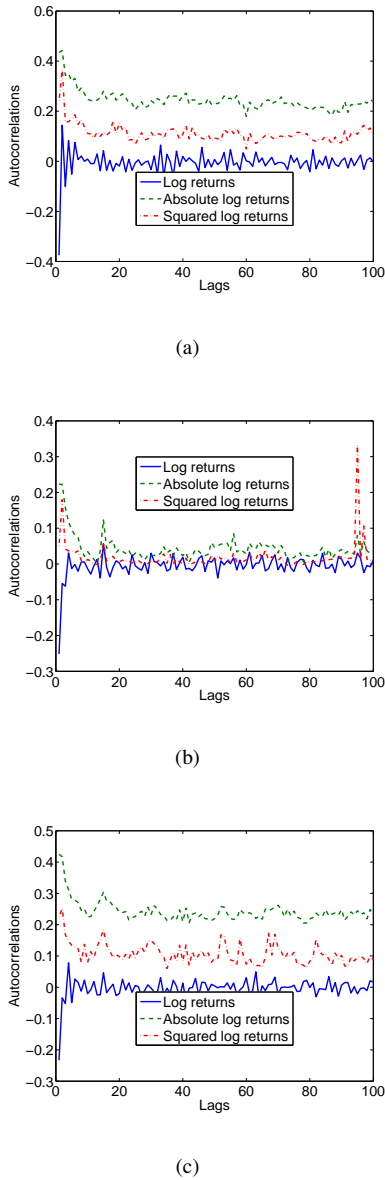 0.6
0.4
0.2
0
−0.2
−0.4
Autocorrelations
Log returns
Absolute log returns
Squared log returns
0 20 40 60 80 100
Lags
(a)
0.4
0.3
0.2
0.1
0
−0.1
−0.2
−0.3
Autocorrelations
Log returns
Absolute log returns
Squared log returns
0 20 40 60 80 100
Lags
(b)
0.5
0.4
0.3
0.2
0.1
0
−0.1
−0.2
−0.3
Autocorrelations
Log returns
Absolute log returns
Squared log returns
0 20 40 60 80 100
Lags
(c)